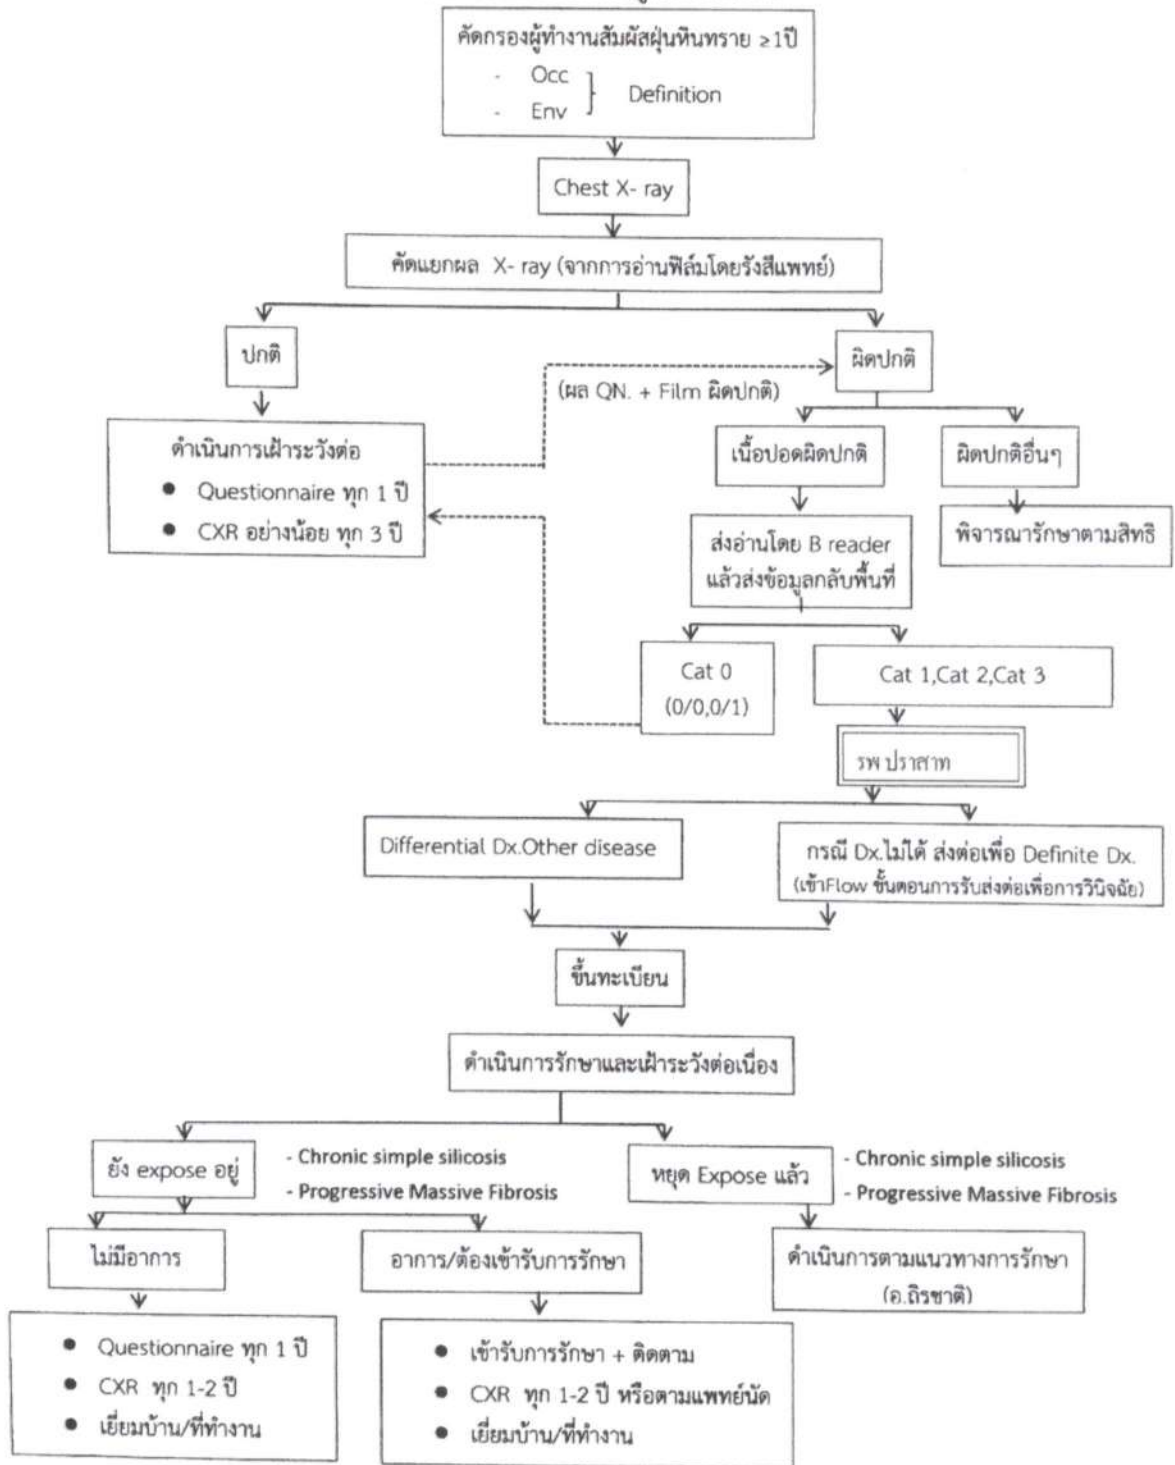 คัดกรองผู้ทำงานสัมผัสฝุ่นหินทราย ≥1ปี
- Occ
- Env
Definition
Chest X- ray
คัดแยกผล X- ray (จากการอ่านฟิล์มโดยรังสีแพทย์)
ปกติ
ผิดปกติ
(ผล QN. + Film ผิดปกติ)
ดำเนินการเฝ้าระวังต่อ
● Questionnaire ทุก 1 ปี
● CXR อย่างน้อย ทุก 3 ปี
เนื้อปอดผิดปกติ
ผิดปกติอื่นๆ
ส่งอ่านโดย B reader
แล้วส่งข้อมูลกลับพื้นที่
พิจารณารักษาตามสิทธิ
Cat 0
(0/0,0/1)
Cat 1,Cat 2,Cat 3
รพ ปราสาท
Differential Dx.Other disease
กรณี Dx.ไม่ได้ ส่งต่อเพื่อ Definite Dx.
(เข้าFlow ขั้นตอนการรับส่งต่อเพื่อการวินิจฉัย)
ขึ้นทะเบียน
ดำเนินการรักษาและเฝ้าระวังต่อเนื่อง
ยัง expose อยู่
- Chronic simple silicosis
- Progressive Massive Fibrosis
หยุด Expose แล้ว
- Chronic simple silicosis
- Progressive Massive Fibrosis
ไม่มีอาการ
อาการ/ต้องเข้ารับการรักษา
ดำเนินการตามแนวทางการรักษา
(อ.ถิรชาติ)
● Questionnaire ทุก 1 ปี
● CXR ทุก 1-2 ปี
● เยี่ยมบ้าน/ที่ทำงาน
● เข้ารับการรักษา + ติดตาม
● CXR ทุก 1-2 ปี หรือตามแพทย์นัด
● เยี่ยมบ้าน/ที่ทำงาน